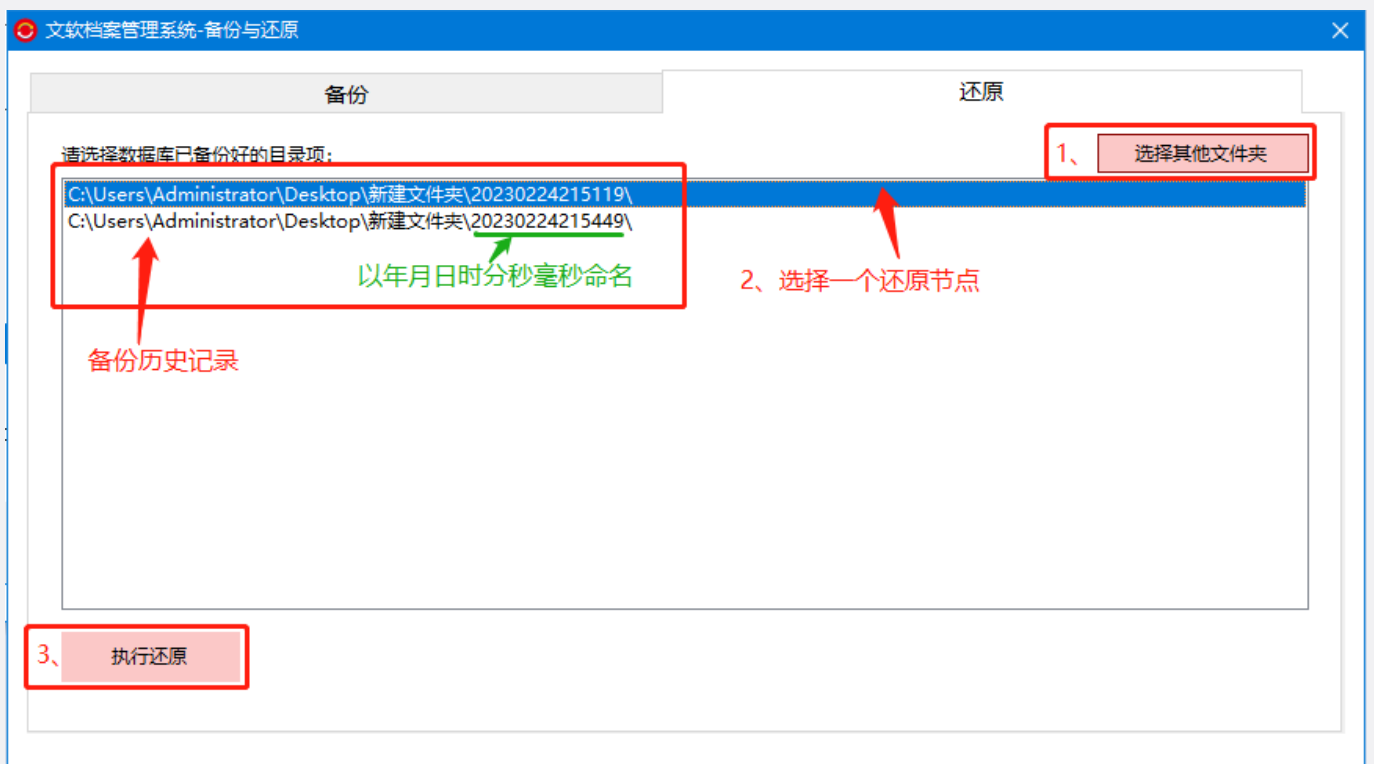 文软档案管理系统-备份与还原
备份
还原
请选择数据库已备份好的目录项:
1、
选择其他文件夹
C:\Users\Administrator\Desktop\新建文件夹\20230224215119\
C:\Users\Administrator\Desktop\新建文件夹\20230224215449\
以年月日时分秒毫秒命名
2、选择一个还原节点
备份历史记录
3、
执行还原